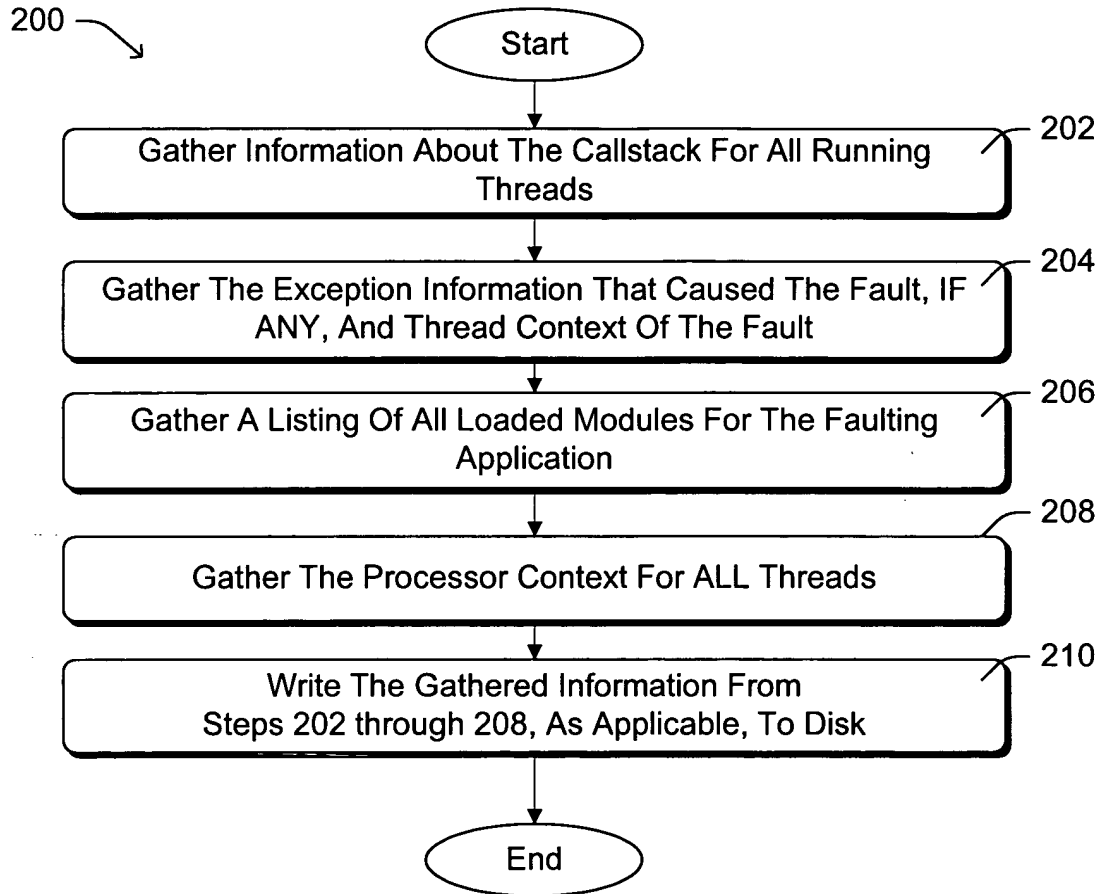 200
Start
202
Gather Information About The Callstack For All Running
Threads
204
Gather The Exception Information That Caused The Fault, IF
ANY, And Thread Context Of The Fault
206
Gather A Listing Of All Loaded Modules For The Faulting
Application
208
Gather The Processor Context For ALL Threads
210
Write The Gathered Information From
Steps 202 through 208, As Applicable, To Disk
End